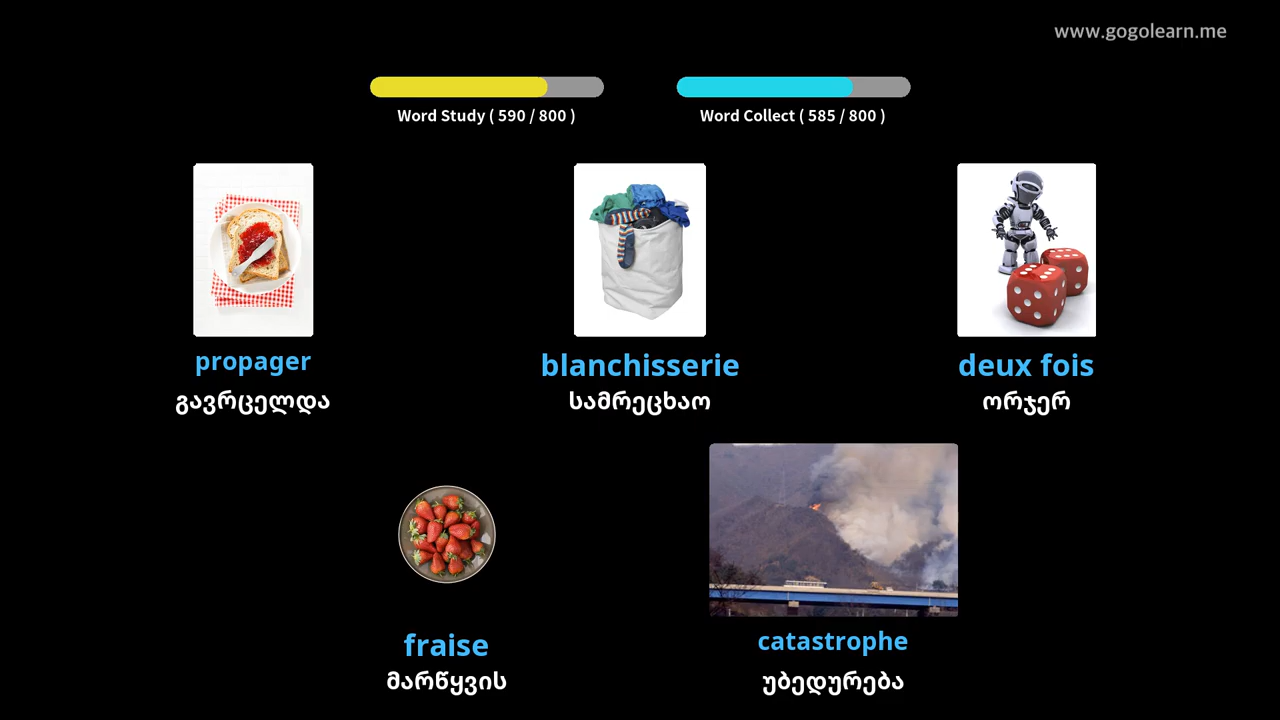 www.gogolearn.me
Word Study ( 590 / 800 )
Word Collect ( 585 / 800 )
propager
blanchisserie
deux fois
გავრცელდა
სამრეცხაო
ორჯერ
fraise
catastrophe
მარწყვის
უბედურება